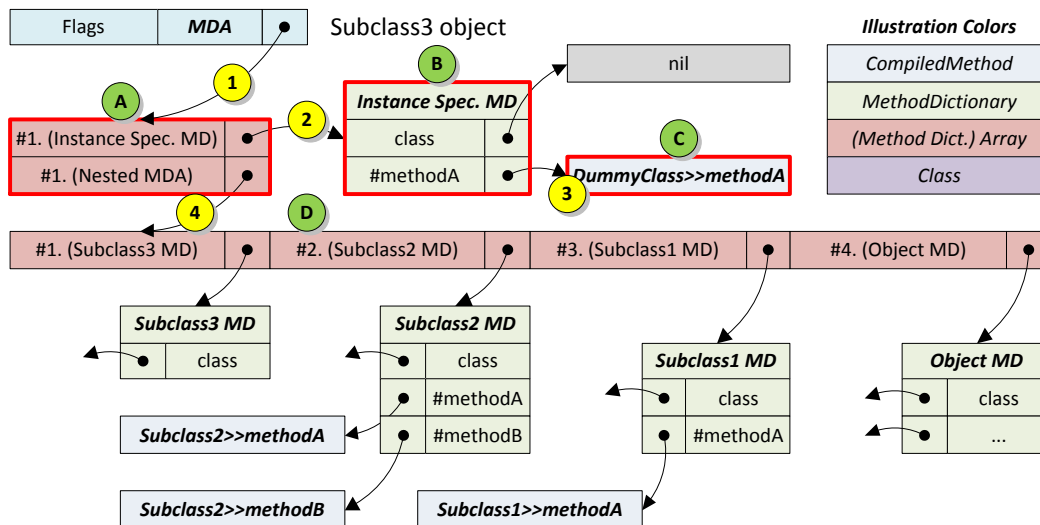 Flags MDA
Subclass3 object
Illustration Colors
CompiledMethod
MethodDictionary
(Method Dict.) Array
Class
1
B
nil
A
2
Instance Spec. MD
class
#methodA
#1. (Instance Spec. MD)
#1. (Nested MDA)
C
DummyClass>>methodA
3
4
D
#1. (Subclass3 MD) #2. (Subclass2 MD) #3. (Subclass1 MD) #4. (Object MD)
Subclass3 MD
class
Subclass2 MD
class
#methodA
#methodB
Subclass1 MD
class
#methodA
Object MD
class
...
Subclass2>>methodA
Subclass2>>methodB
Subclass1>>methodA